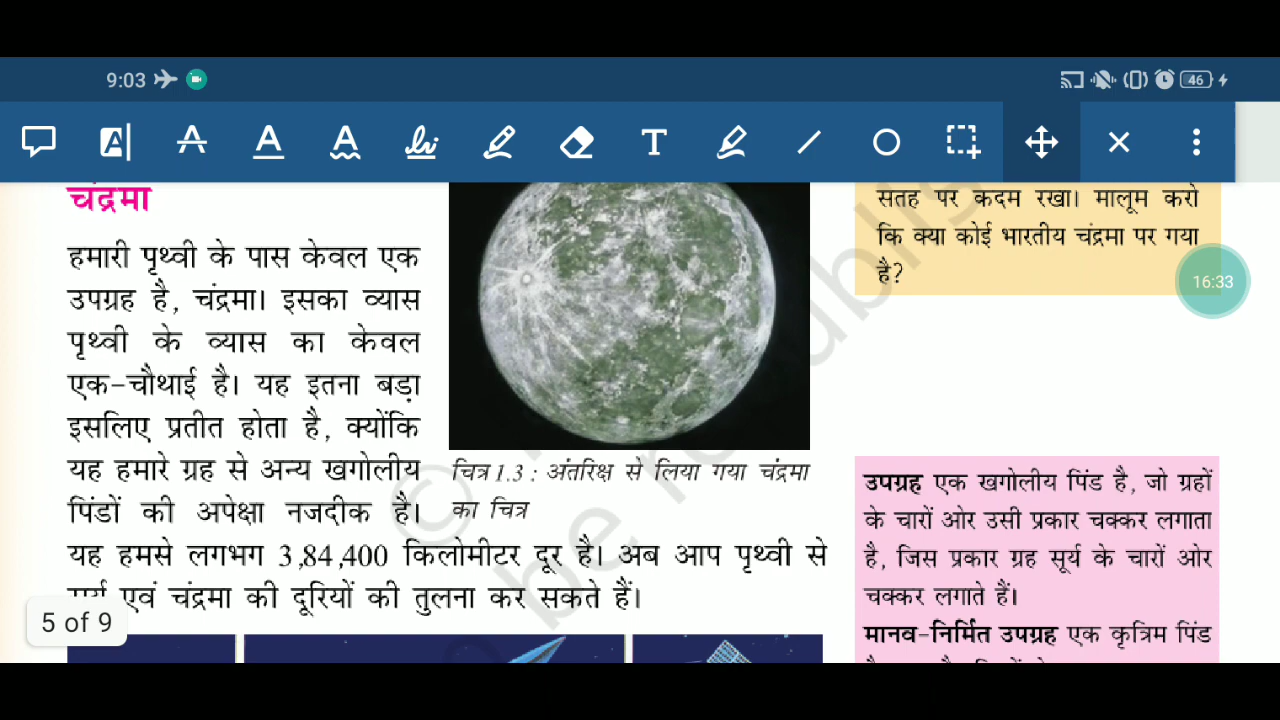 9:03
46
चंद्रमा
हमारी पृथ्वी के पास केवल एक
उपग्रह है, चंद्रमा। इसका व्यास
पृथ्वी के व्यास का केवल
एक-चौथाई है। यह इतना बड़ा
इसलिए प्रतीत होता है, क्योंकि
यह हमारे ग्रह से अन्य खगोलीय
पिंडों की अपेक्षा नजदीक है।
यह हमसे लगभग 3,84,400 किलोमीटर दूर है। अब आप पृथ्वी से
एवं चंद्रमा की दूरियों की तुलना कर सकते हैं।
चित्र 1.3 : अंतरिक्ष से लिया गया चंद्रमा
का चित्र
सतह पर कदम रखा। मालूम करो
कि क्या कोई भारतीय चंद्रमा पर गया
है?
16:33
उपग्रह एक खगोलीय पिंड है, जो ग्रहों
के चारों ओर उसी प्रकार चक्कर लगाता
है, जिस प्रकार ग्रह सूर्य के चारों ओर
चक्कर लगाते हैं।
मानव-निर्मित उपग्रह एक कृत्रिम पिंड
5 of 9